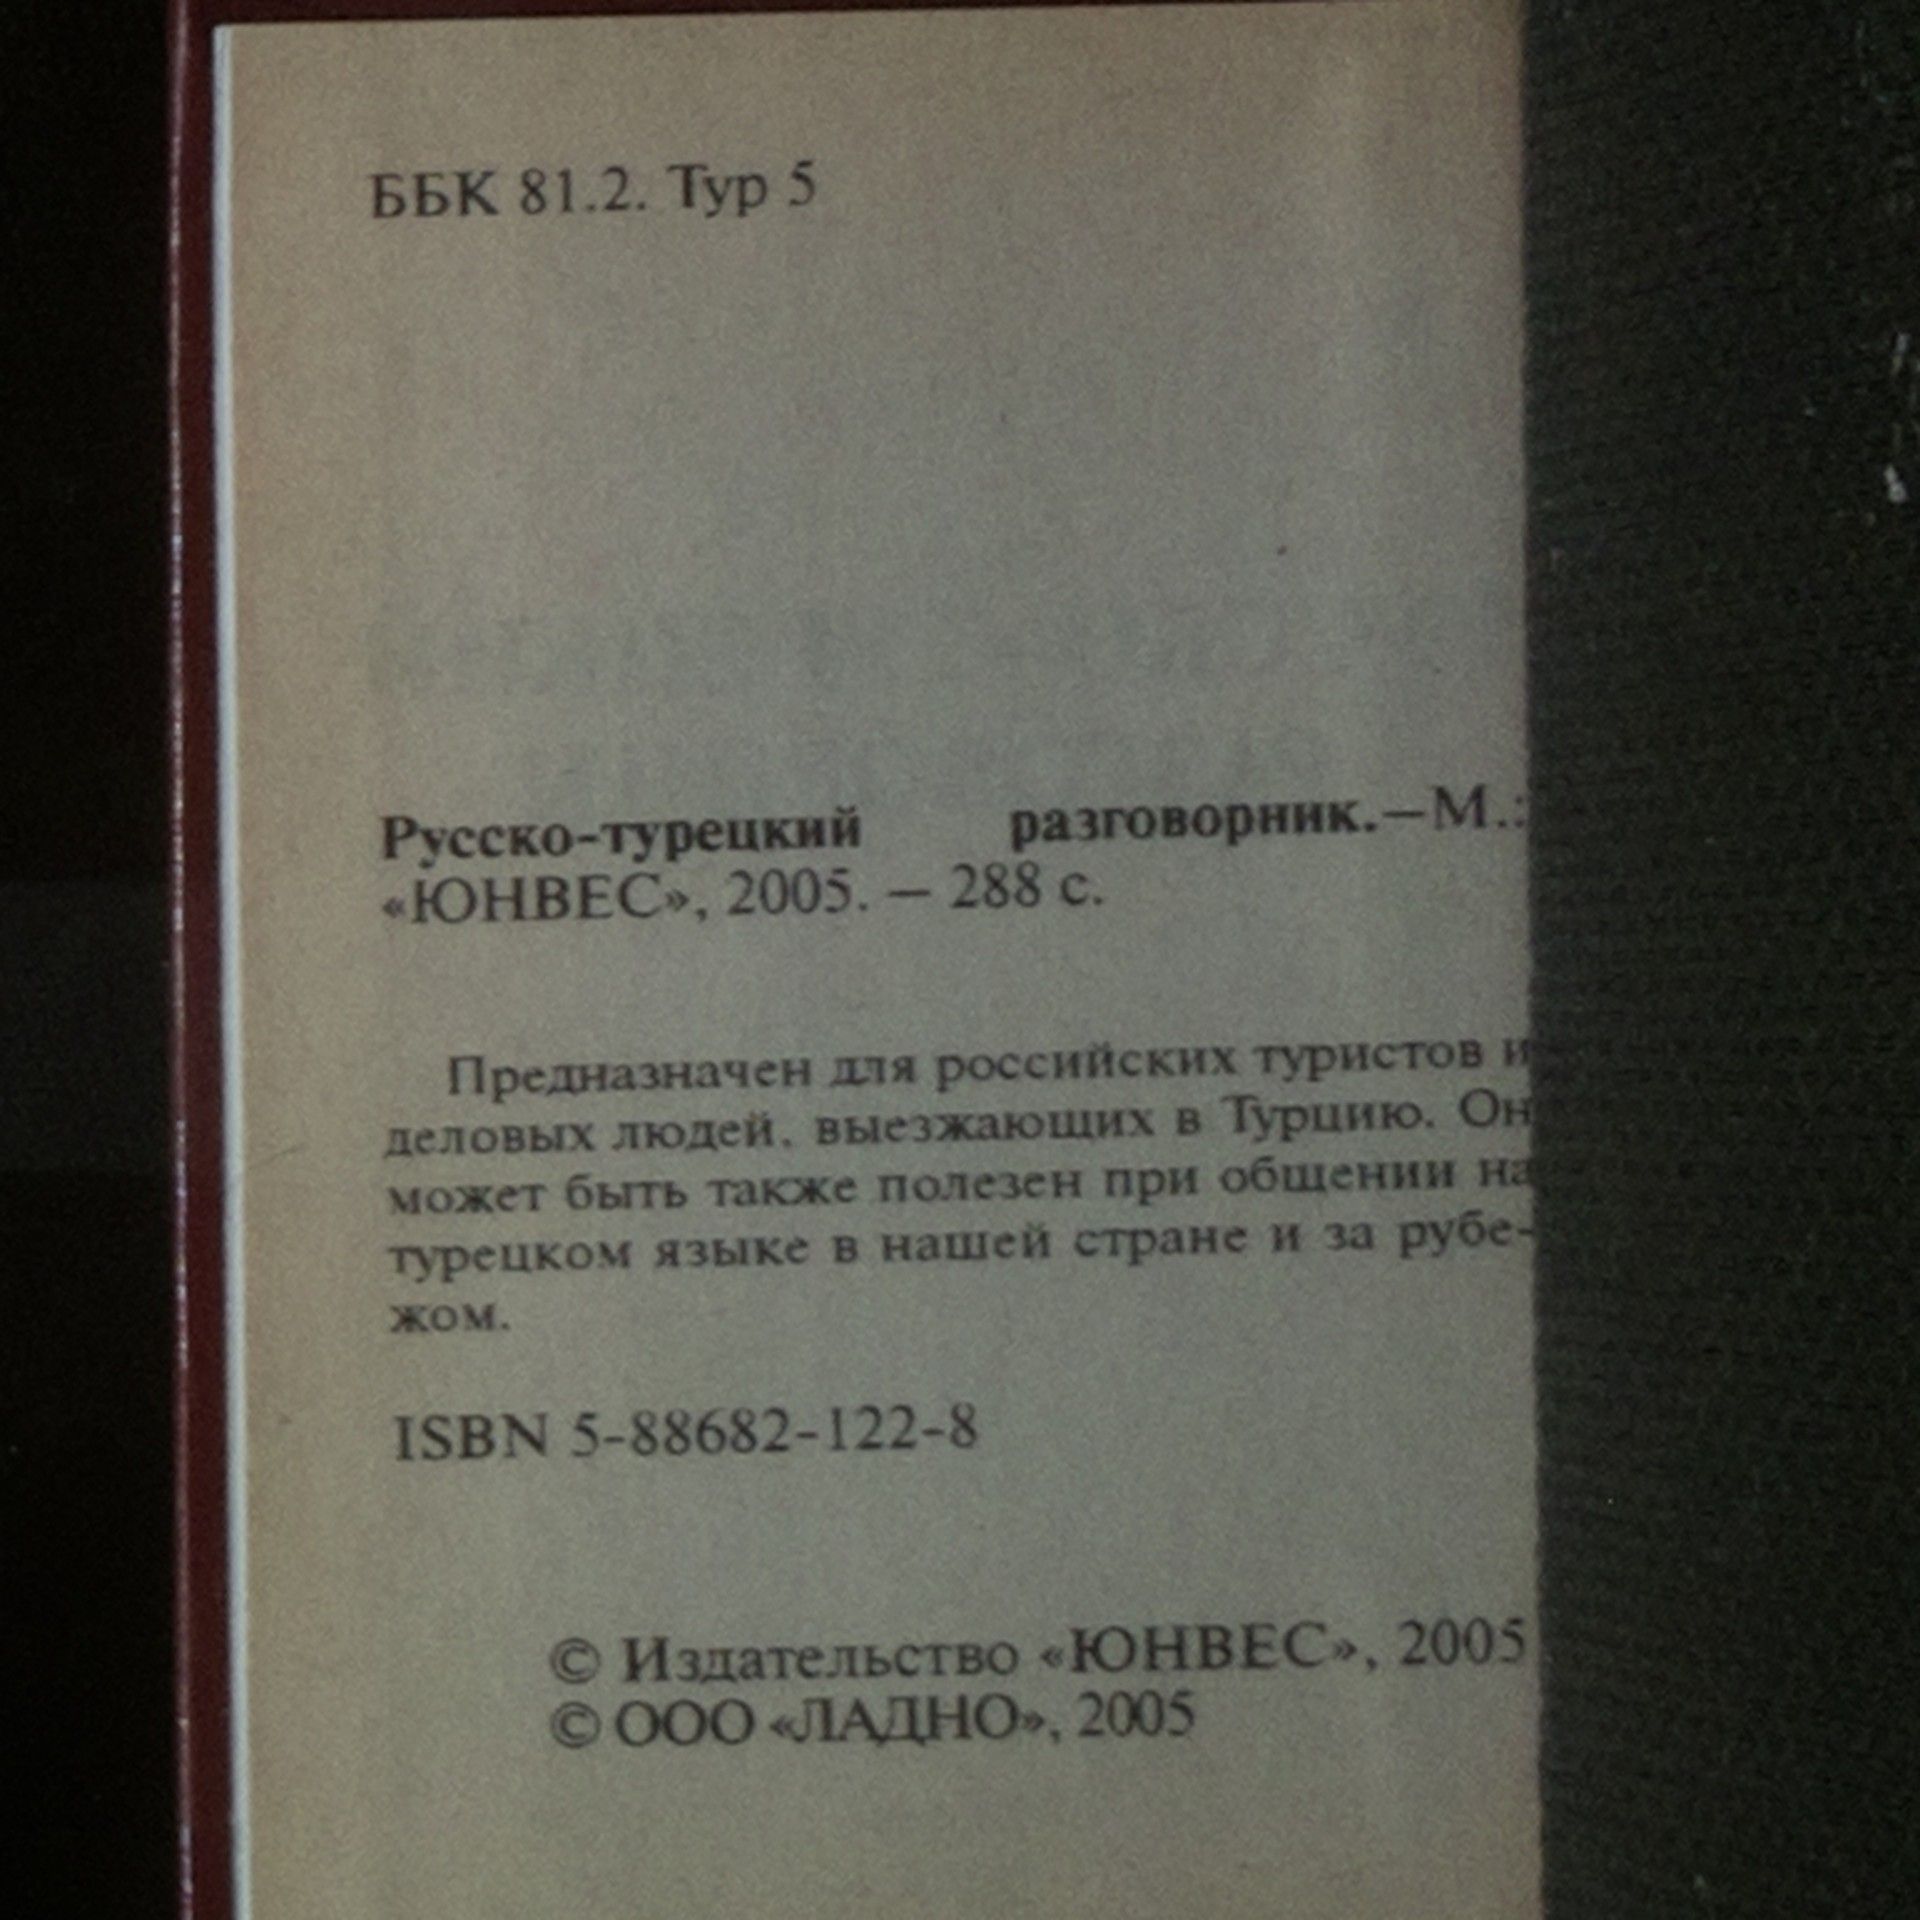 ББК 81.2. Тур 5
Русско-турецкий разговорник.—М.:
«ЮНВЕС», 2005. — 288 с.
Предназначен для российских туристов и
деловых людей, выезжающих в Турцию. Он
может быть также полезен при общении на
турецком языке в нашей стране и за рубе-
жом.
ISBN 5-88682-122-8
© Издательство «ЮНВЕС», 2005
© ООО «ЛАДНО», 2005